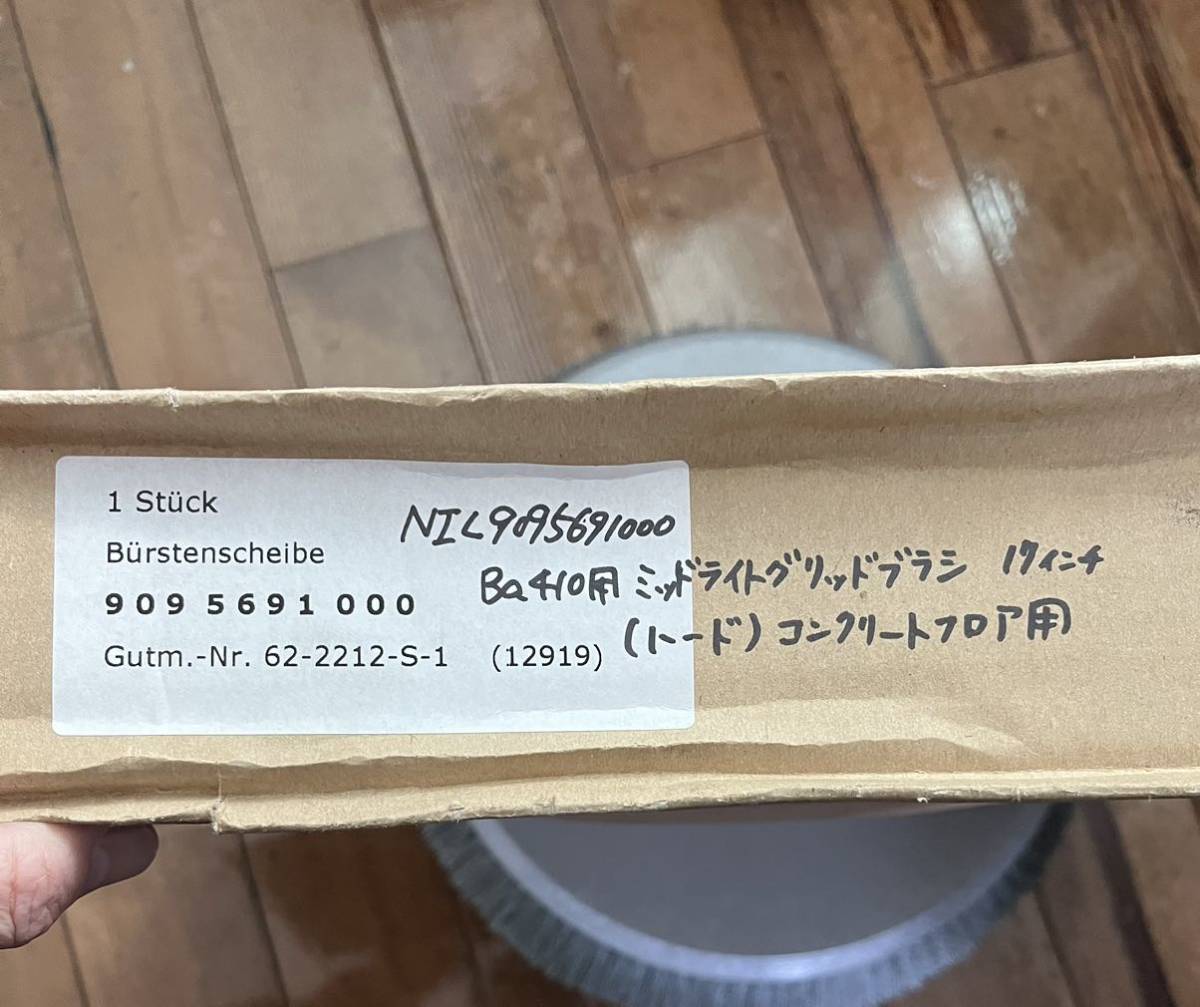 1 Stück
Bürstenscheibe
909 5691 000
Gutm.-Nr. 62-2212-S-1 (12919)
NIL9095691000
Ba410用 ミッドライトグリッドブラシ 17インチ
(ハード) コンクリートフロア用